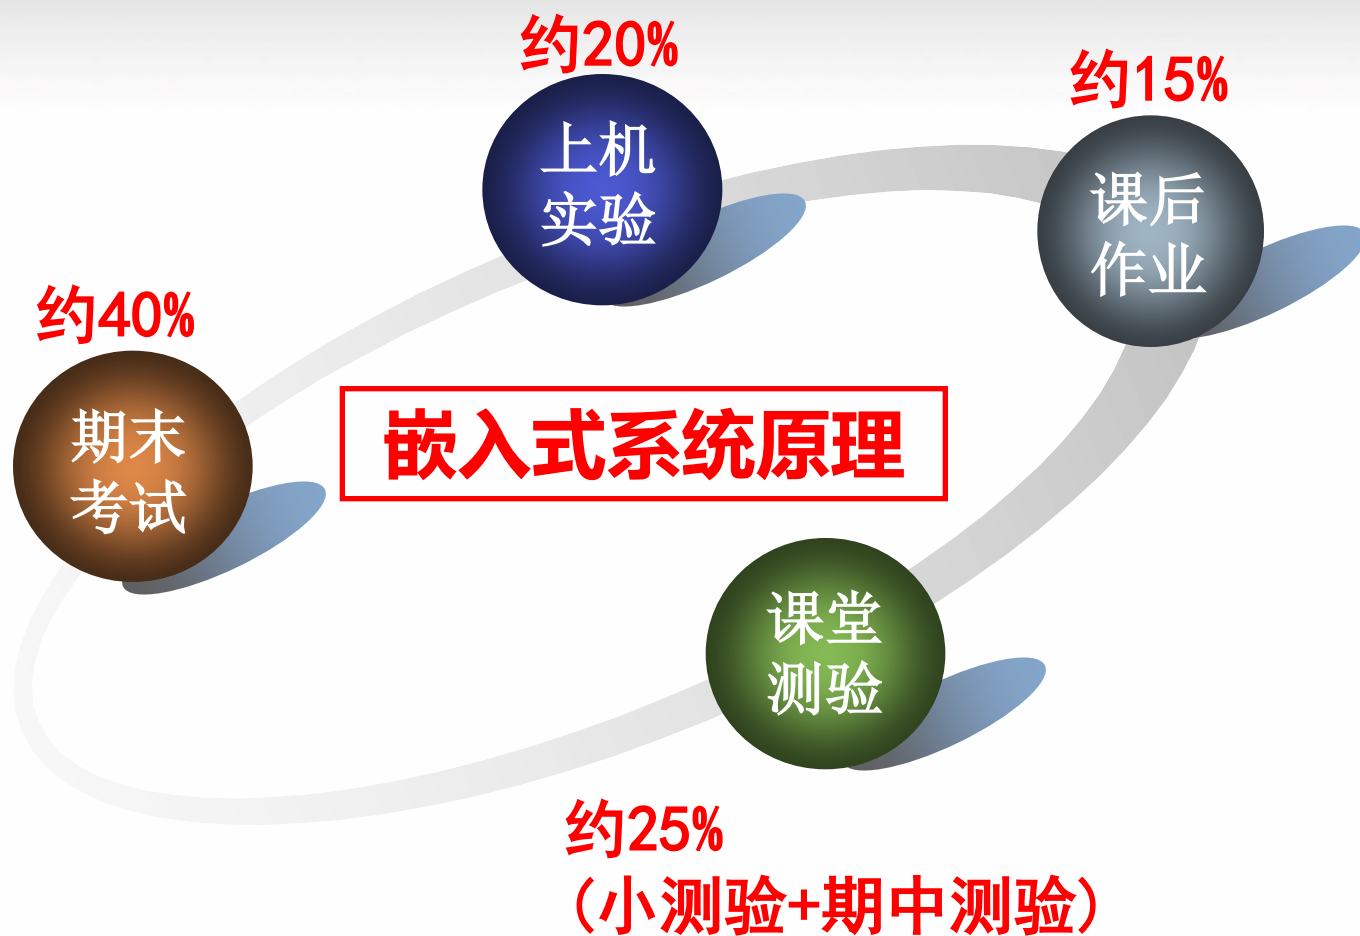 约20%
上机
实验
约15%
课后
作业
约40%
期末
考试
嵌入式系统原理
课堂
测验
约25%
（小测验+期中测验）